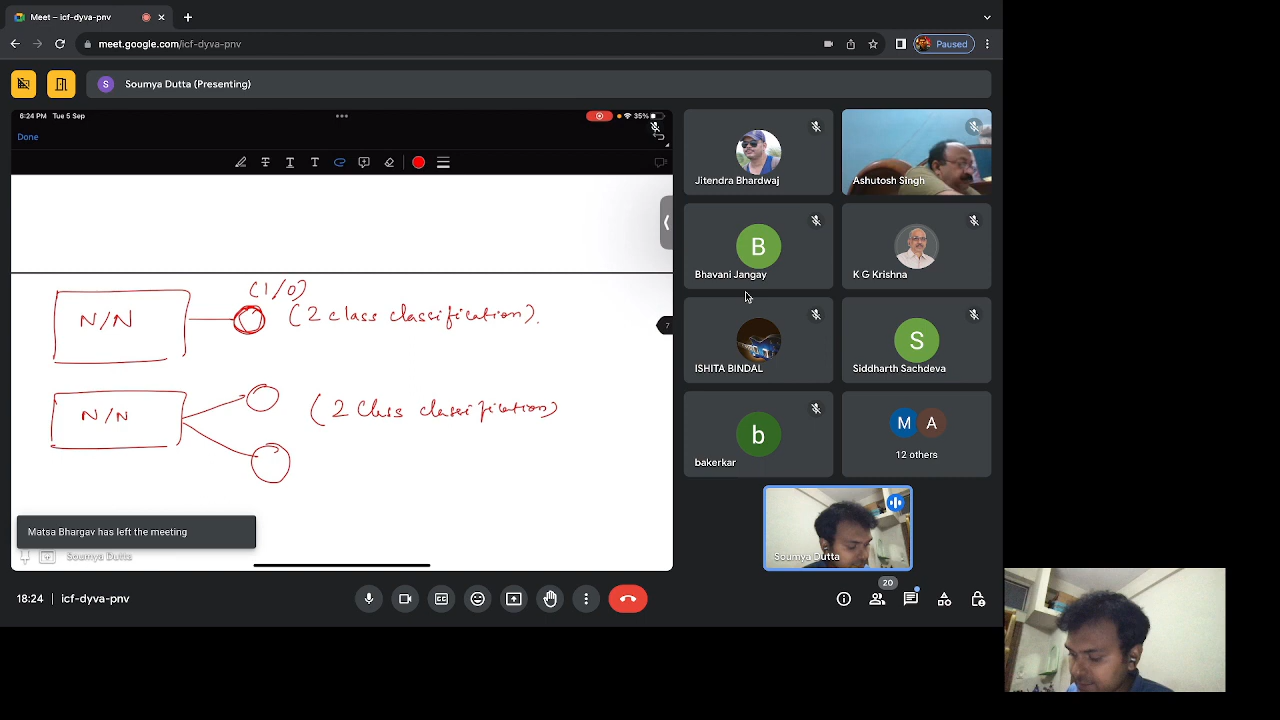 Meet – icf-dyva-pnv
meet.google.com/icf-dyva-pnv
Paused
S
Soumya Dutta (Presenting)
6:24 PM Tue 5 Sep
35%
Done
T
T
T
(1/0)
N/N
(2 class classification).
7
N/N
(2 Class classification)
Matsa Bhargav has left the meeting
Soumya Dutta
Jitendra Bhardwaj
Ashutosh Singh
B
Bhavani Jangay
K G Krishna
ISHITA BINDAL
S
Siddharth Sachdeva
b
bakerkar
M
A
12 others
Soumya Dutta
18:24
icf-dyva-pnv
20